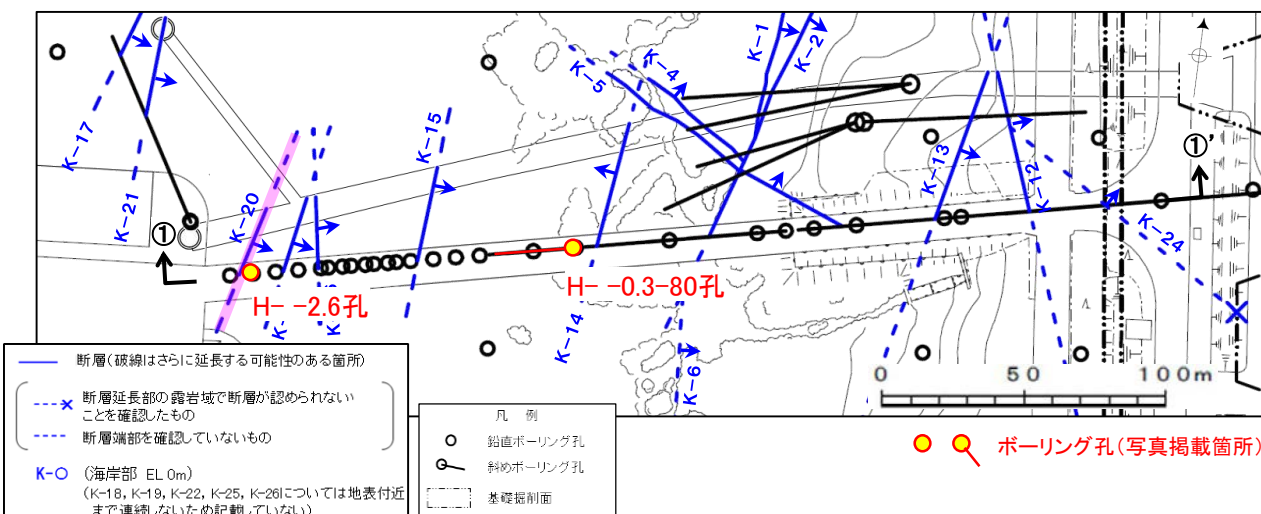 K-1
K-2
K-4
K-5
K-15
K-17
K-13
①'
K-21
K-20
K-12
①
K-24
H- -2.6孔
H- -0.3-80孔
K-14
K-6
0 50 100m
断層(破線はさらに延長する可能性のある箇所)
断層延長部の露岩域で断層が認められない
ことを確認したもの
断層端部を確認していないもの
K-○ (海岸部 EL 0m)
(K-18, K-19, K-22, K-25, K-26については地表付近
まで連続しないため記載していない)
凡 例
鉛直ボーリング孔
斜めボーリング孔
基礎掘削面
ボーリング孔(写真掲載箇所)